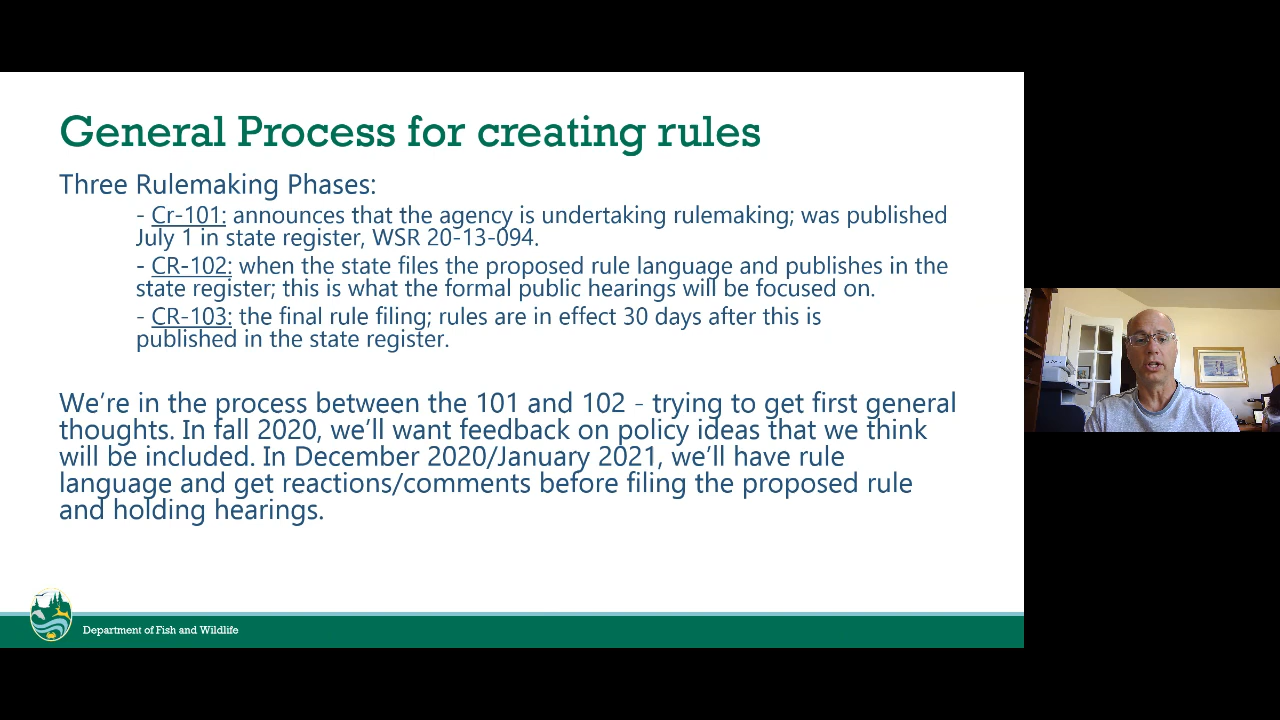 General Process for creating rules
Three Rulemaking Phases:
- Cr-101: announces that the agency is undertaking rulemaking; was published
July 1 in state register, WSR 20-13-094.
- CR-102: when the state files the proposed rule language and publishes in the
state register; this is what the formal public hearings will be focused on.
- CR-103: the final rule filing; rules are in effect 30 days after this is
published in the state register.
We’re in the process between the 101 and 102 - trying to get first general
thoughts. In fall 2020, we’ll want feedback on policy ideas that we think
will be included. In December 2020/January 2021, we’ll have rule
language and get reactions/comments before filing the proposed rule
and holding hearings.
Department of Fish and Wildlife